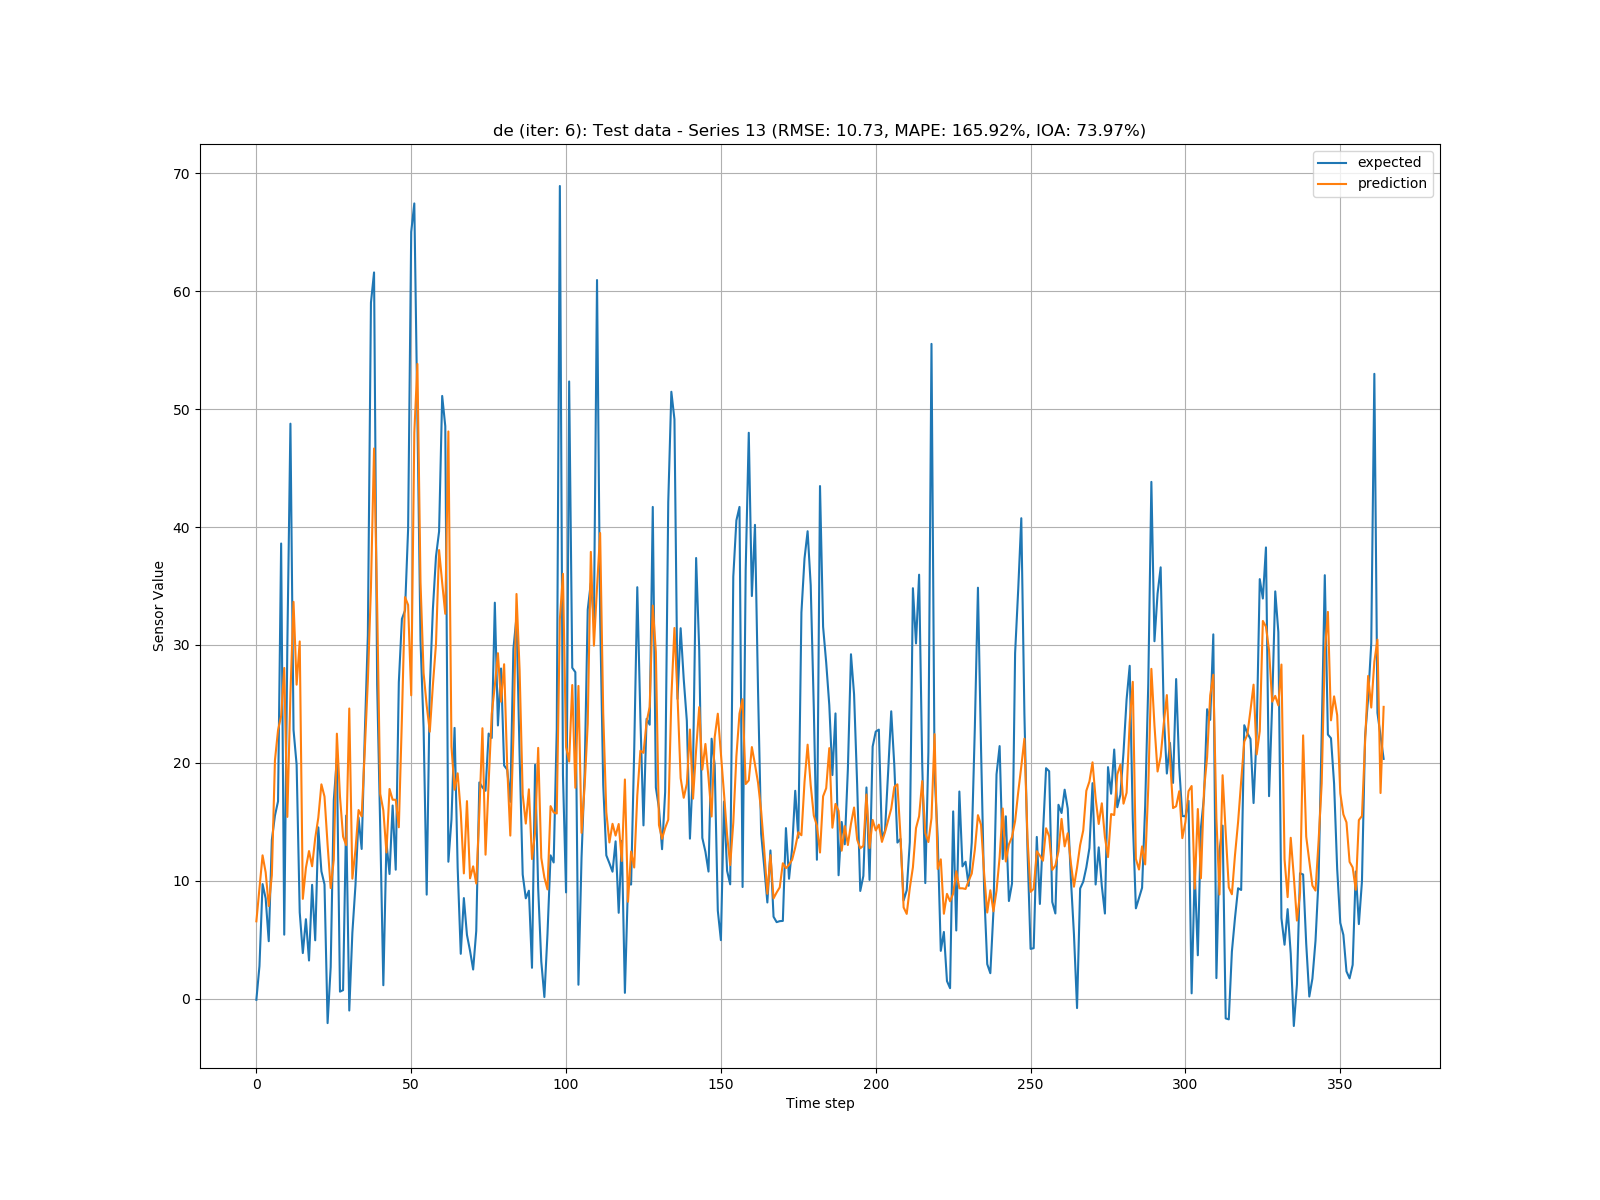 de (iter: 6): Test data - Series 13 (RMSE: 10.73, MAPE: 165.92%, IOA: 73.97%)
expected
prediction
70
60
50
40
30
20
10
0
Sensor Value
0 50 100 150 200 250 300 350
Time step